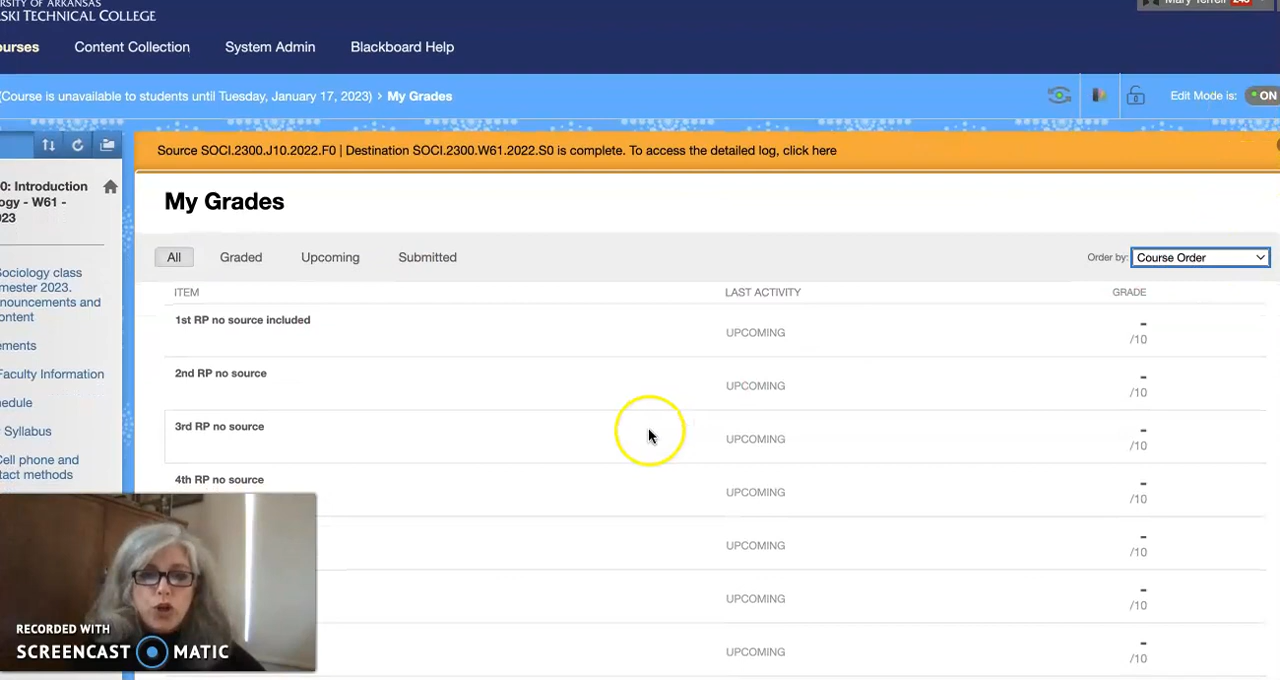 SKI TECHNICAL COLLEGE
ourses
Content Collection
System Admin
Blackboard Help
(Course is unavailable to students until Tuesday, January 17, 2023) > My Grades
Edit Mode is: ON
Source SOCI.2300.J10.2022.F0 | Destination SOCI.2300.W61.2022.S0 is complete. To access the detailed log, click here
0: Introduction
ogy - W61 -
023
Sociology class
mester 2023.
nouncements and
ontent
ements
Faculty Information
hedule
Syllabus
Cell phone and
tact methods
My Grades
All
Graded
Upcoming
Submitted
Order by: Course Order
ITEM
LAST ACTIVITY
GRADE
1st RP no source included
UPCOMING
-
/10
2nd RP no source
UPCOMING
-
/10
3rd RP no source
UPCOMING
-
/10
4th RP no source
UPCOMING
-
/10
UPCOMING
-
/10
UPCOMING
-
/10
UPCOMING
-
/10
RECORDED WITH
SCREENCAST MATIC